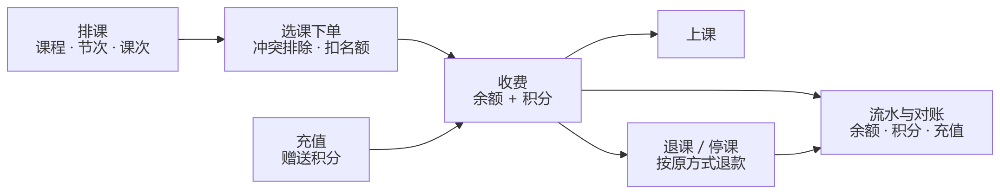 排课
课程 · 节次 · 课次
选课下单
冲突排除 · 扣名额
充值
赠送积分
收费
余额 + 积分
上课
退课 / 停课
按原方式退款
流水与对账
余额 · 积分 · 充值